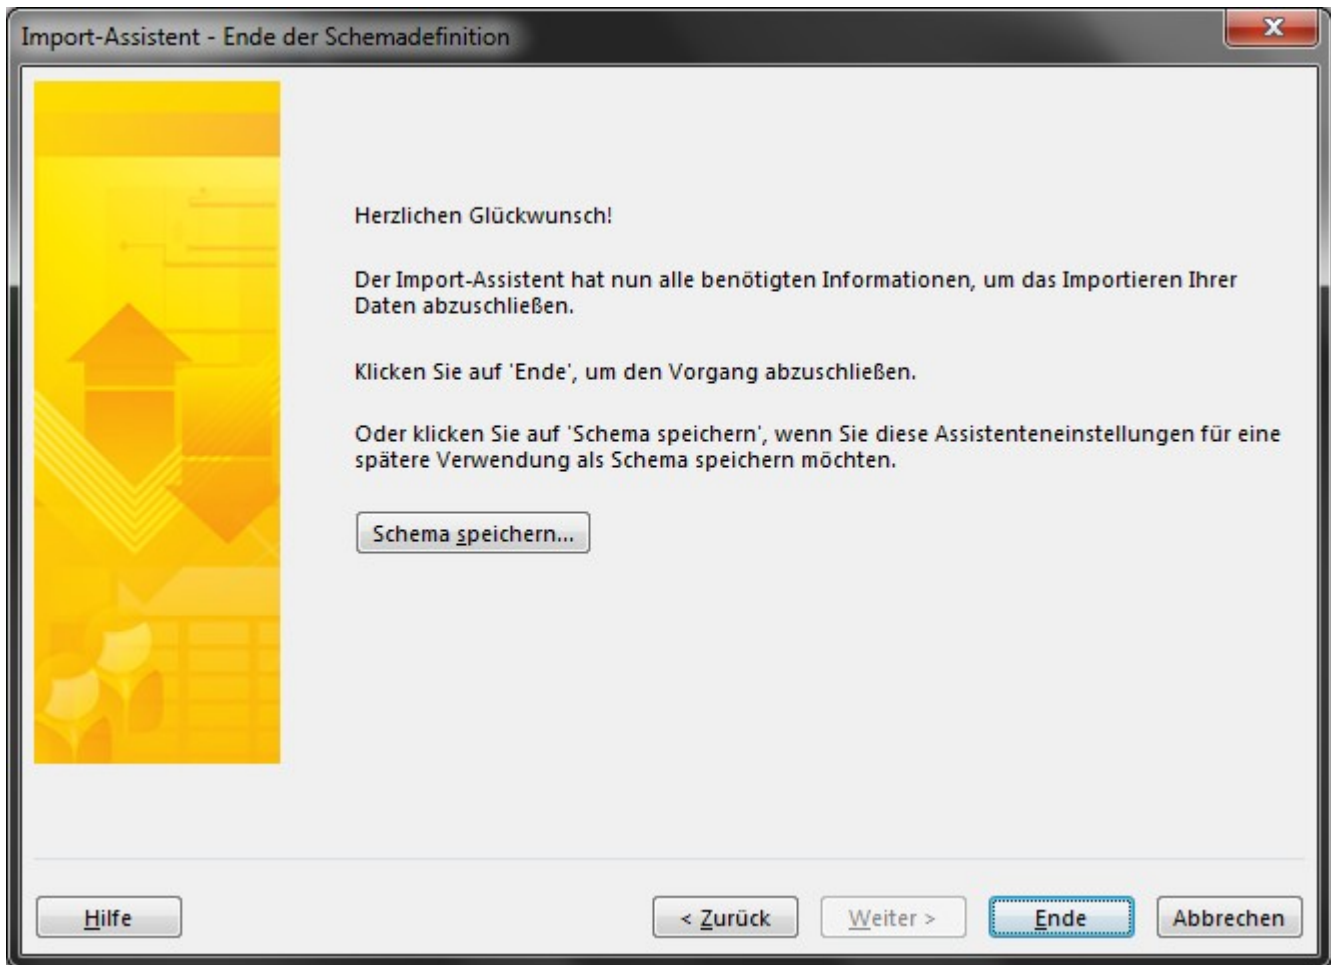 Import-Assistent - Ende der Schemadefinition
Herzlichen Glückwunsch!
Der Import-Assistent hat nun alle benötigten Informationen, um das Importieren Ihrer
Daten abzuschließen.
Klicken Sie auf 'Ende', um den Vorgang abzuschließen.
Oder klicken Sie auf 'Schema speichern', wenn Sie diese Assistenteneinstellungen für eine
spätere Verwendung als Schema speichern möchten.
Schema speichern...
Hilfe
< Zurück
Weiter >
Ende
Abbrechen